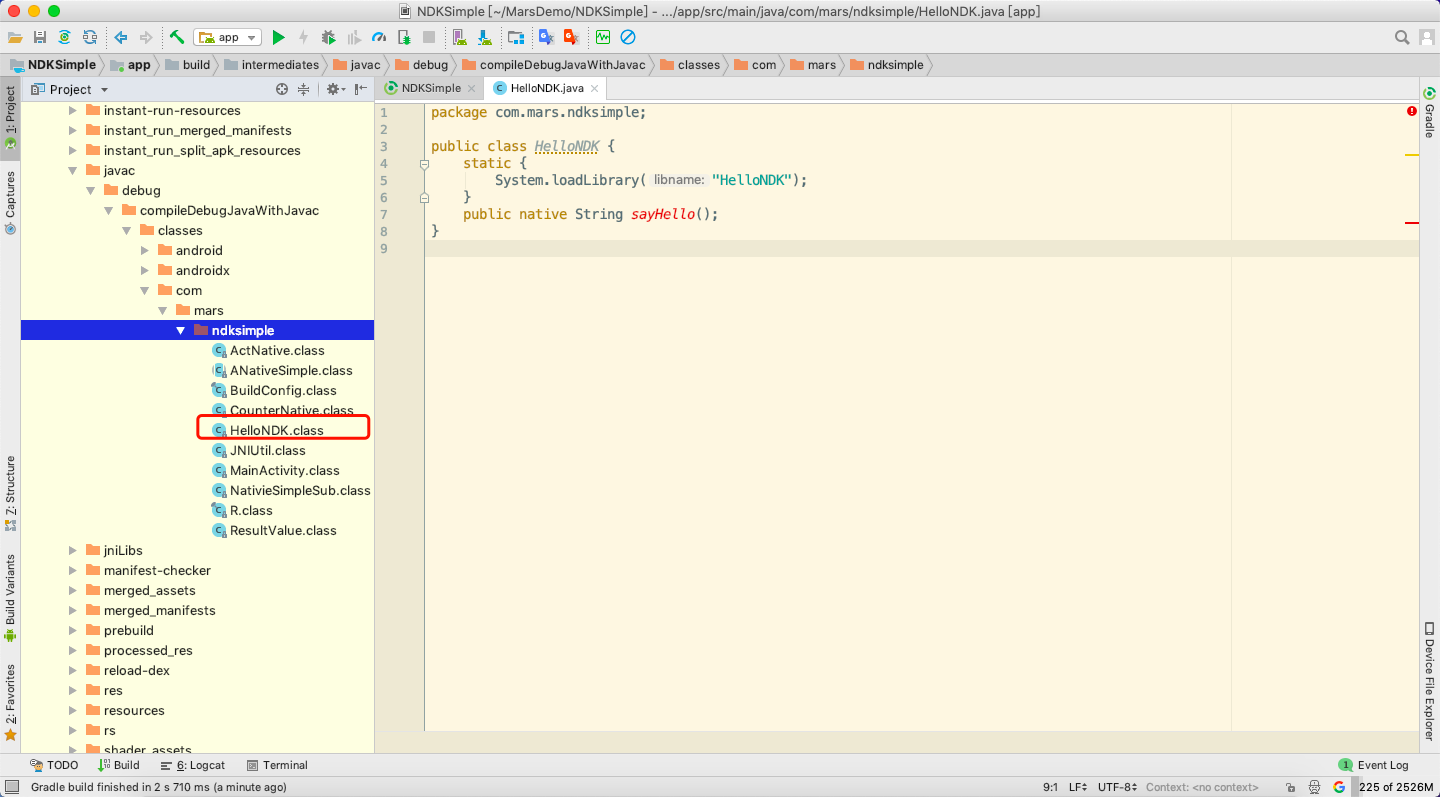 NDKSimple [~/MarsDemo/NDKSimple] - .../app/src/main/java/com/mars/ndksimple/HelloNDK.java [app]
app
NDKSimple app build intermediates javac debug compileDebugJavaWithJavac classes com mars ndksimple
1: Project
Captures
Z: Structure
Build Variants
2: Favorites
Project
instant-run-resources
instant_run_merged_manifests
instant_run_split_apk_resources
javac
debug
compileDebugJavaWithJavac
classes
android
androidx
com
mars
ndksimple
ActNative.class
ANativeSimple.class
BuildConfig.class
CounterNative.class
HelloNDK.class
JNIUtil.class
MainActivity.class
NativieSimpleSub.class
R.class
ResultValue.class
jniLibs
manifest-checker
merged_assets
merged_manifests
prebuild
processed_res
reload-dex
res
resources
rs
shader_assets
NDKSimple HelloNDK.java
1 package com.mars.ndksimple;
2
3 public class HelloNDK {
4 static {
5 System.loadLibrary( libname: "HelloNDK");
6 }
7 public native String sayHello();
8 }
9
Gradle
Device File Explorer
TODO Build 6: Logcat Terminal 1 Event Log
Gradle build finished in 2 s 710 ms (a minute ago) 9:1 LF UTF-8 Context: <no context> 225 of 2526M